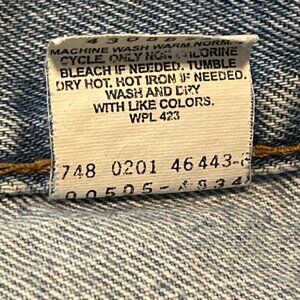 MACHINE WASH WARM, NORM.
CYCLE. ONLY NON-CHLORINE
BLEACH IF NEEDED. TUMBLE
DRY HOT. HOT IRON IF NEEDED.
WASH AND DRY
WITH LIKE COLORS.
WPL 423
748 0201 46443-
00505-4834